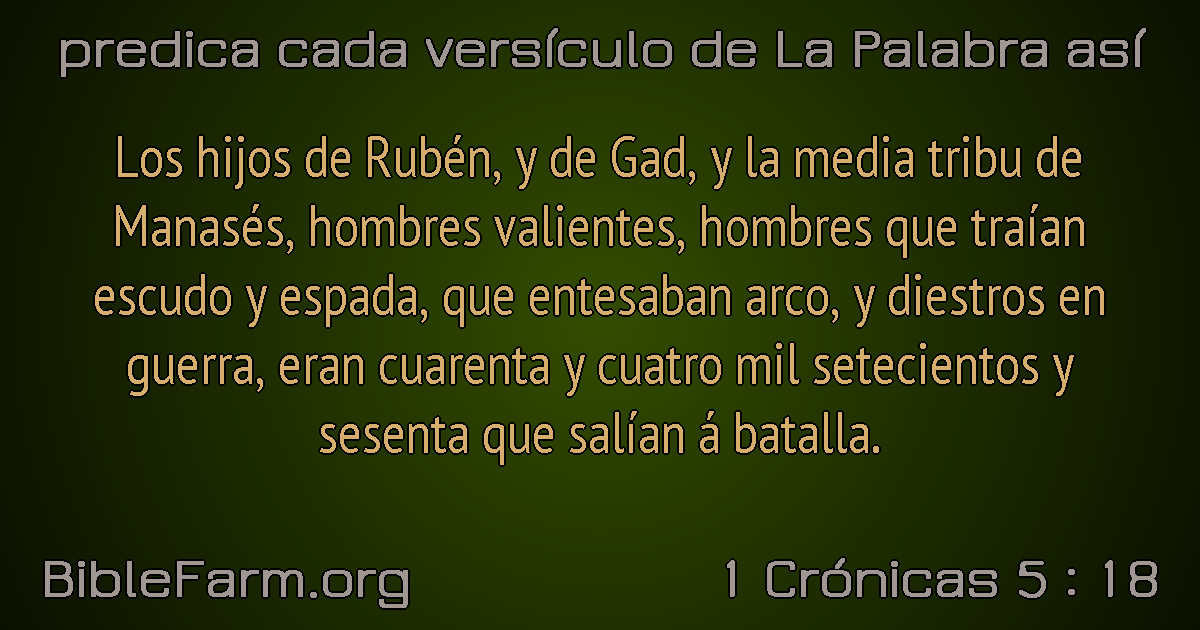 predica cada versículo de La Palabra así
Los hijos de Rubén, y de Gad, y la media tribu de
Manasés, hombres valientes, hombres que traían
escudo y espada, que entesaban arco, y diestros en
guerra, eran cuarenta y cuatro mil setecientos y
sesenta que salían á batalla.
BibleFarm.org
1 Crónicas 5 : 18